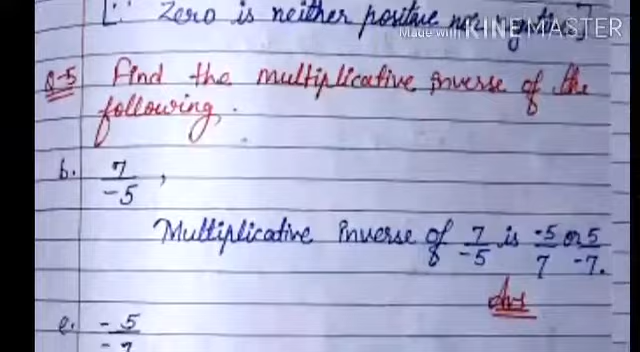 [∵ Zero is neither positive nor negative]
Made with KINEMASTER
Q-5 Find the multiplicative inverse of the
following.
b. 7/-5,
Multiplicative inverse of 7/-5 is -5/7 or 5/-7.
Ans
e. -5/-7